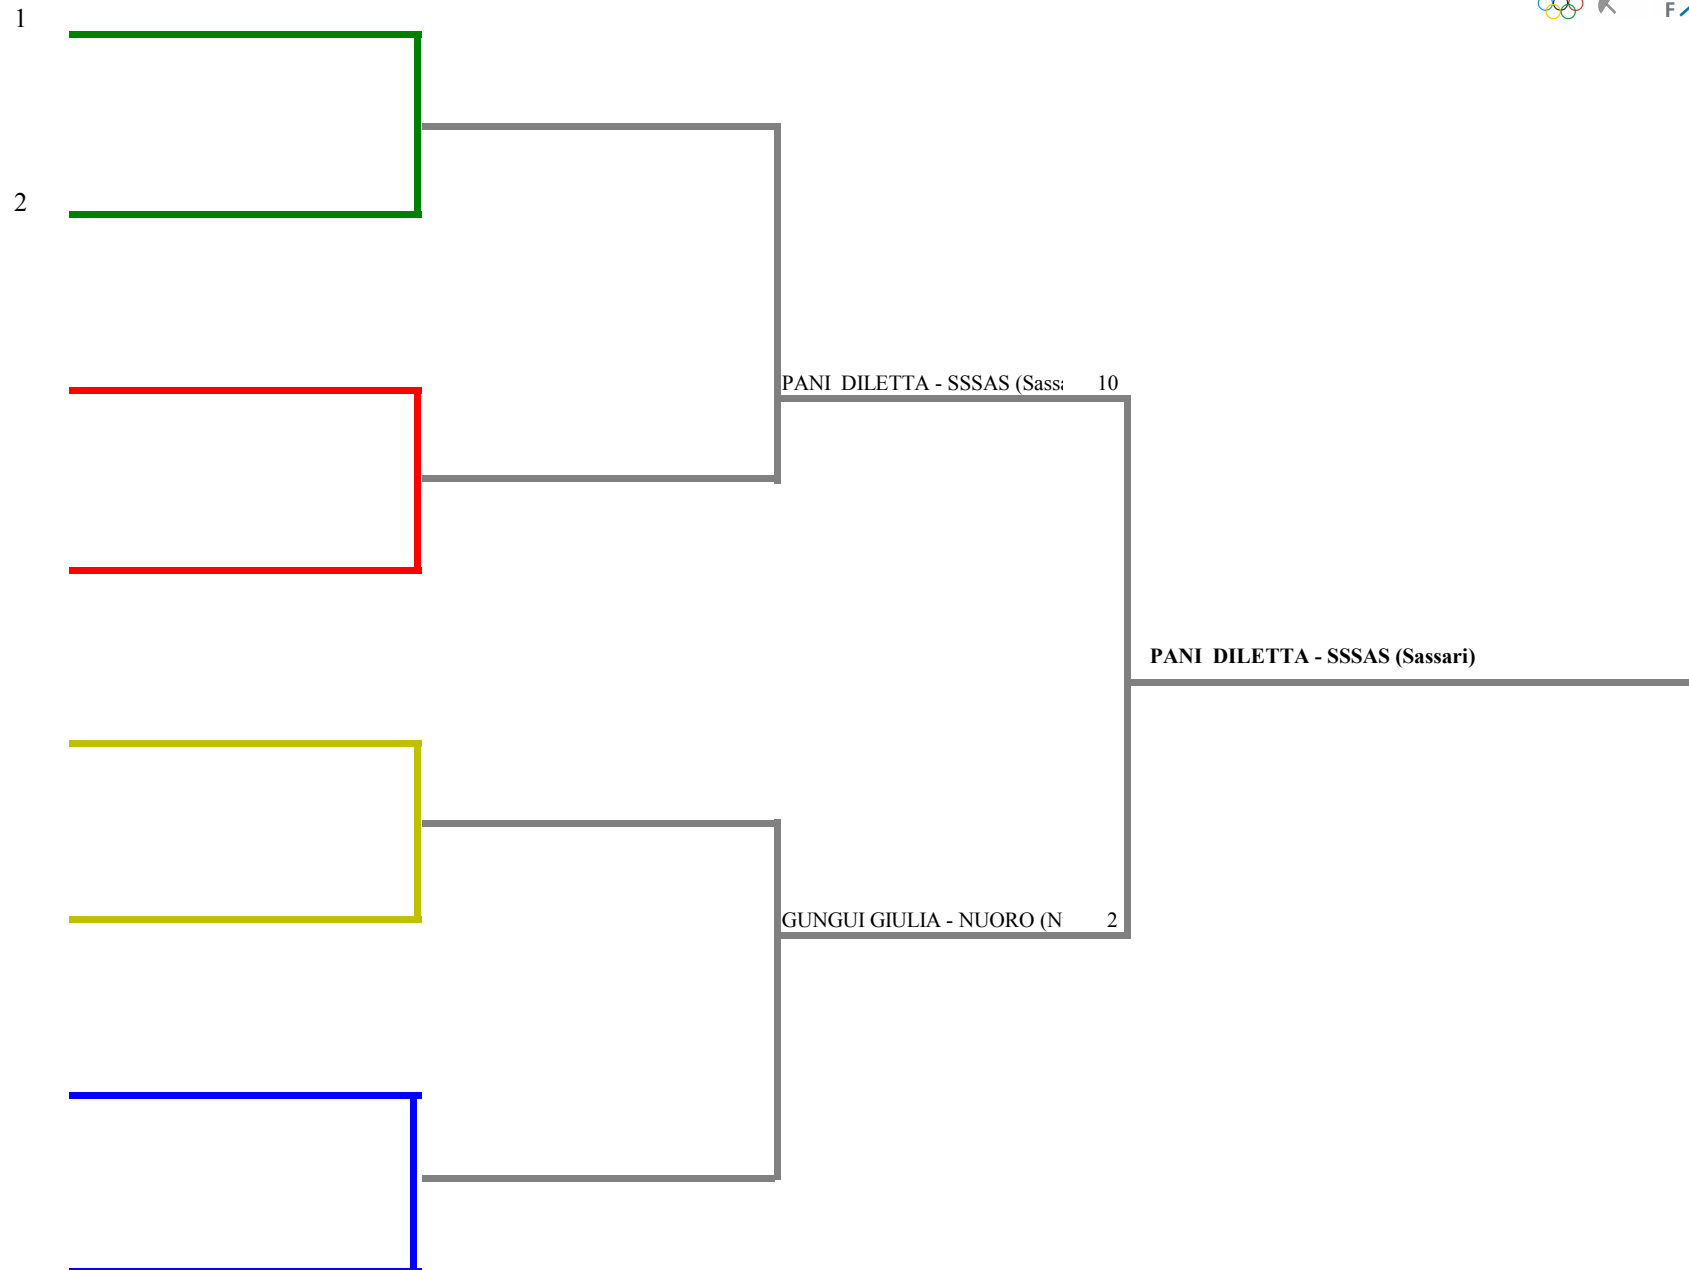 1
F
2
PANI  DILETTA - SSSAS (Sass 10
PANI  DILETTA - SSSAS (Sassari)
GUNGUI GIULIA - NUORO (N 2